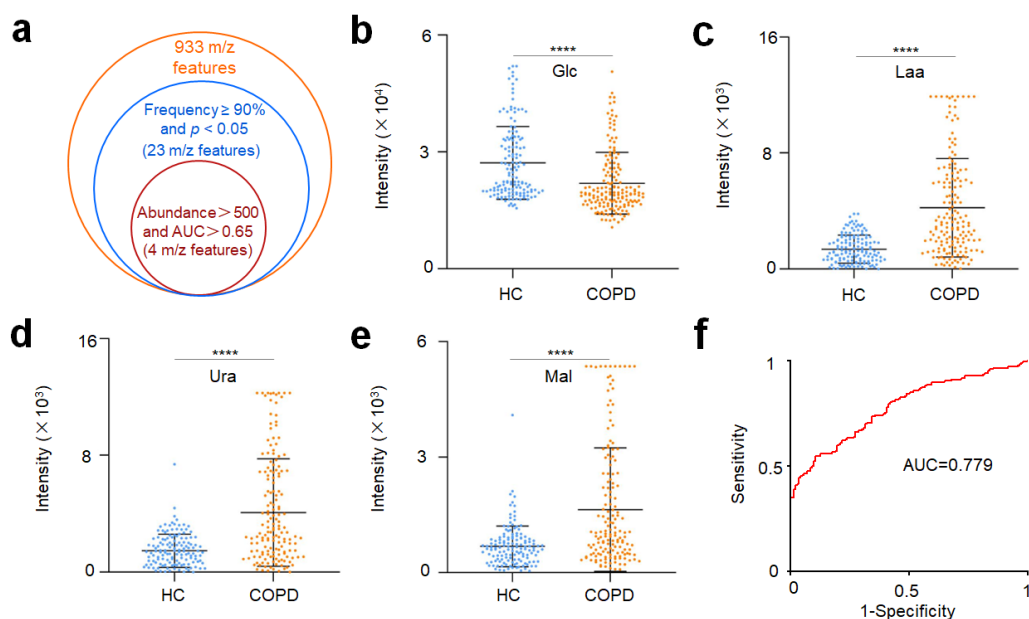 a
933 m/z
features
Frequency≥ 90%
and p < 0.05
(23 m/z features)
Abundance>500
and AUC>0.65
(4 m/z features)
b
Intensity (×10⁴)
6
3
0
****
Glc
HC
COPD
c
Intensity (×10³)
16
8
0
****
Laa
HC
COPD
d
Intensity (×10³)
16
8
0
****
Ura
HC
COPD
e
Intensity (×10³)
6
3
0
****
Mal
HC
COPD
f
Sensitivity
1
0.5
0
AUC=0.779
0.5
1
1-Specificity